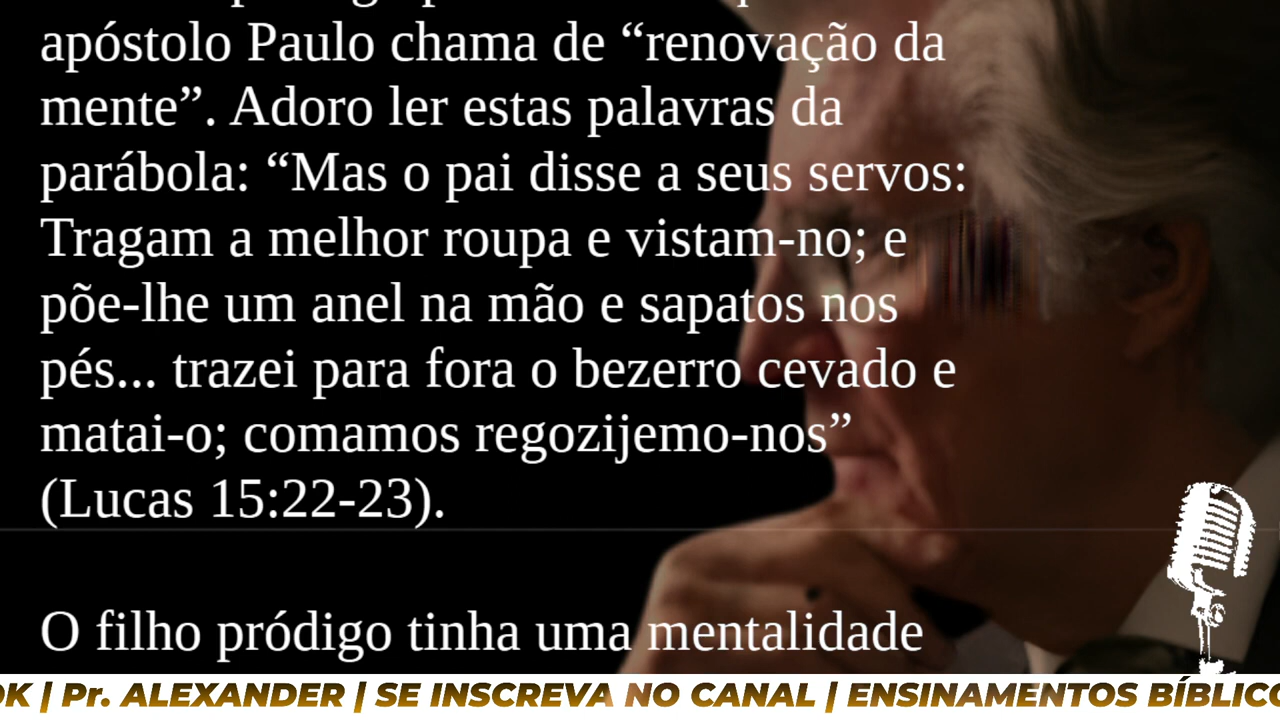 apóstolo Paulo chama de “renovação da
mente”. Adoro ler estas palavras da
parábola: “Mas o pai disse a seus servos:
Tragam a melhor roupa e vistam-no; e
põe-lhe um anel na mão e sapatos nos
pés... trazei para fora o bezerro cevado e
matai-o; comamos regozijemo-nos”
(Lucas 15:22-23).
O filho pródigo tinha uma mentalidade
OK | Pr. ALEXANDER | SE INSCREVA NO CANAL | ENSINAMENTOS BÍBLICO